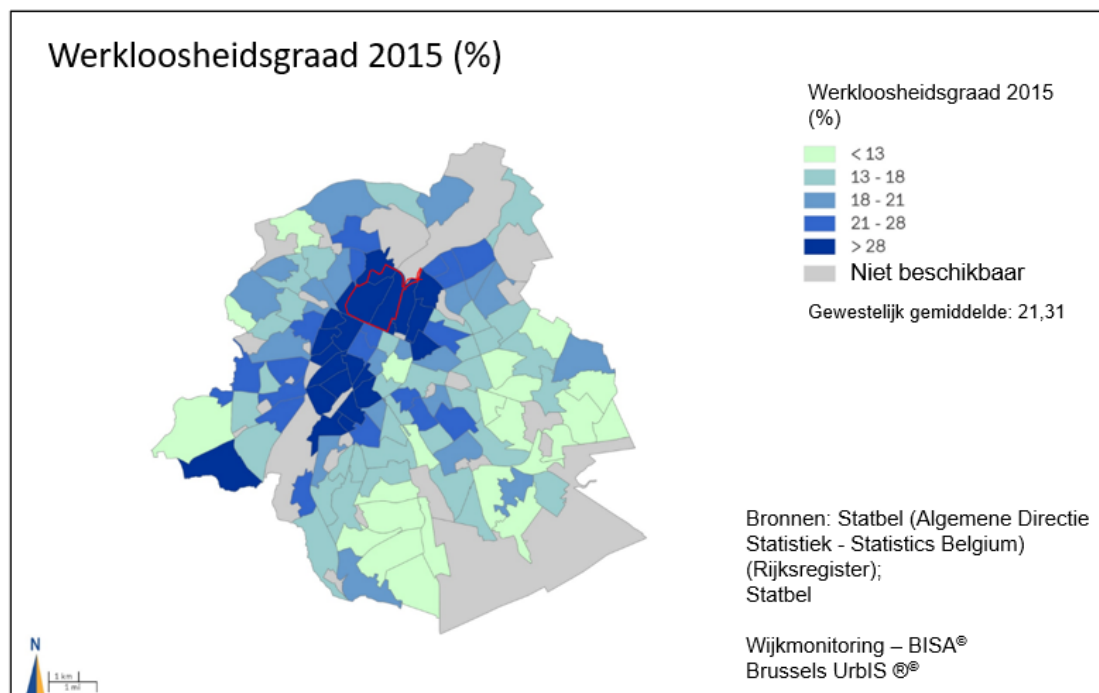 Werkloosheidsgraad 2015 (%)
Werkloosheidsgraad 2015
(%)
< 13
13 - 18
18 - 21
21 - 28
> 28
Niet beschikbaar
Gewestelijk gemiddelde: 21,31
Bronnen: Statbel (Algemene Directie
Statistiek - Statistics Belgium)
(Rijksregister);
Statbel
Wijkmonitoring – BISA©
Brussels UrbIS ®©
N
1 km
1 mi